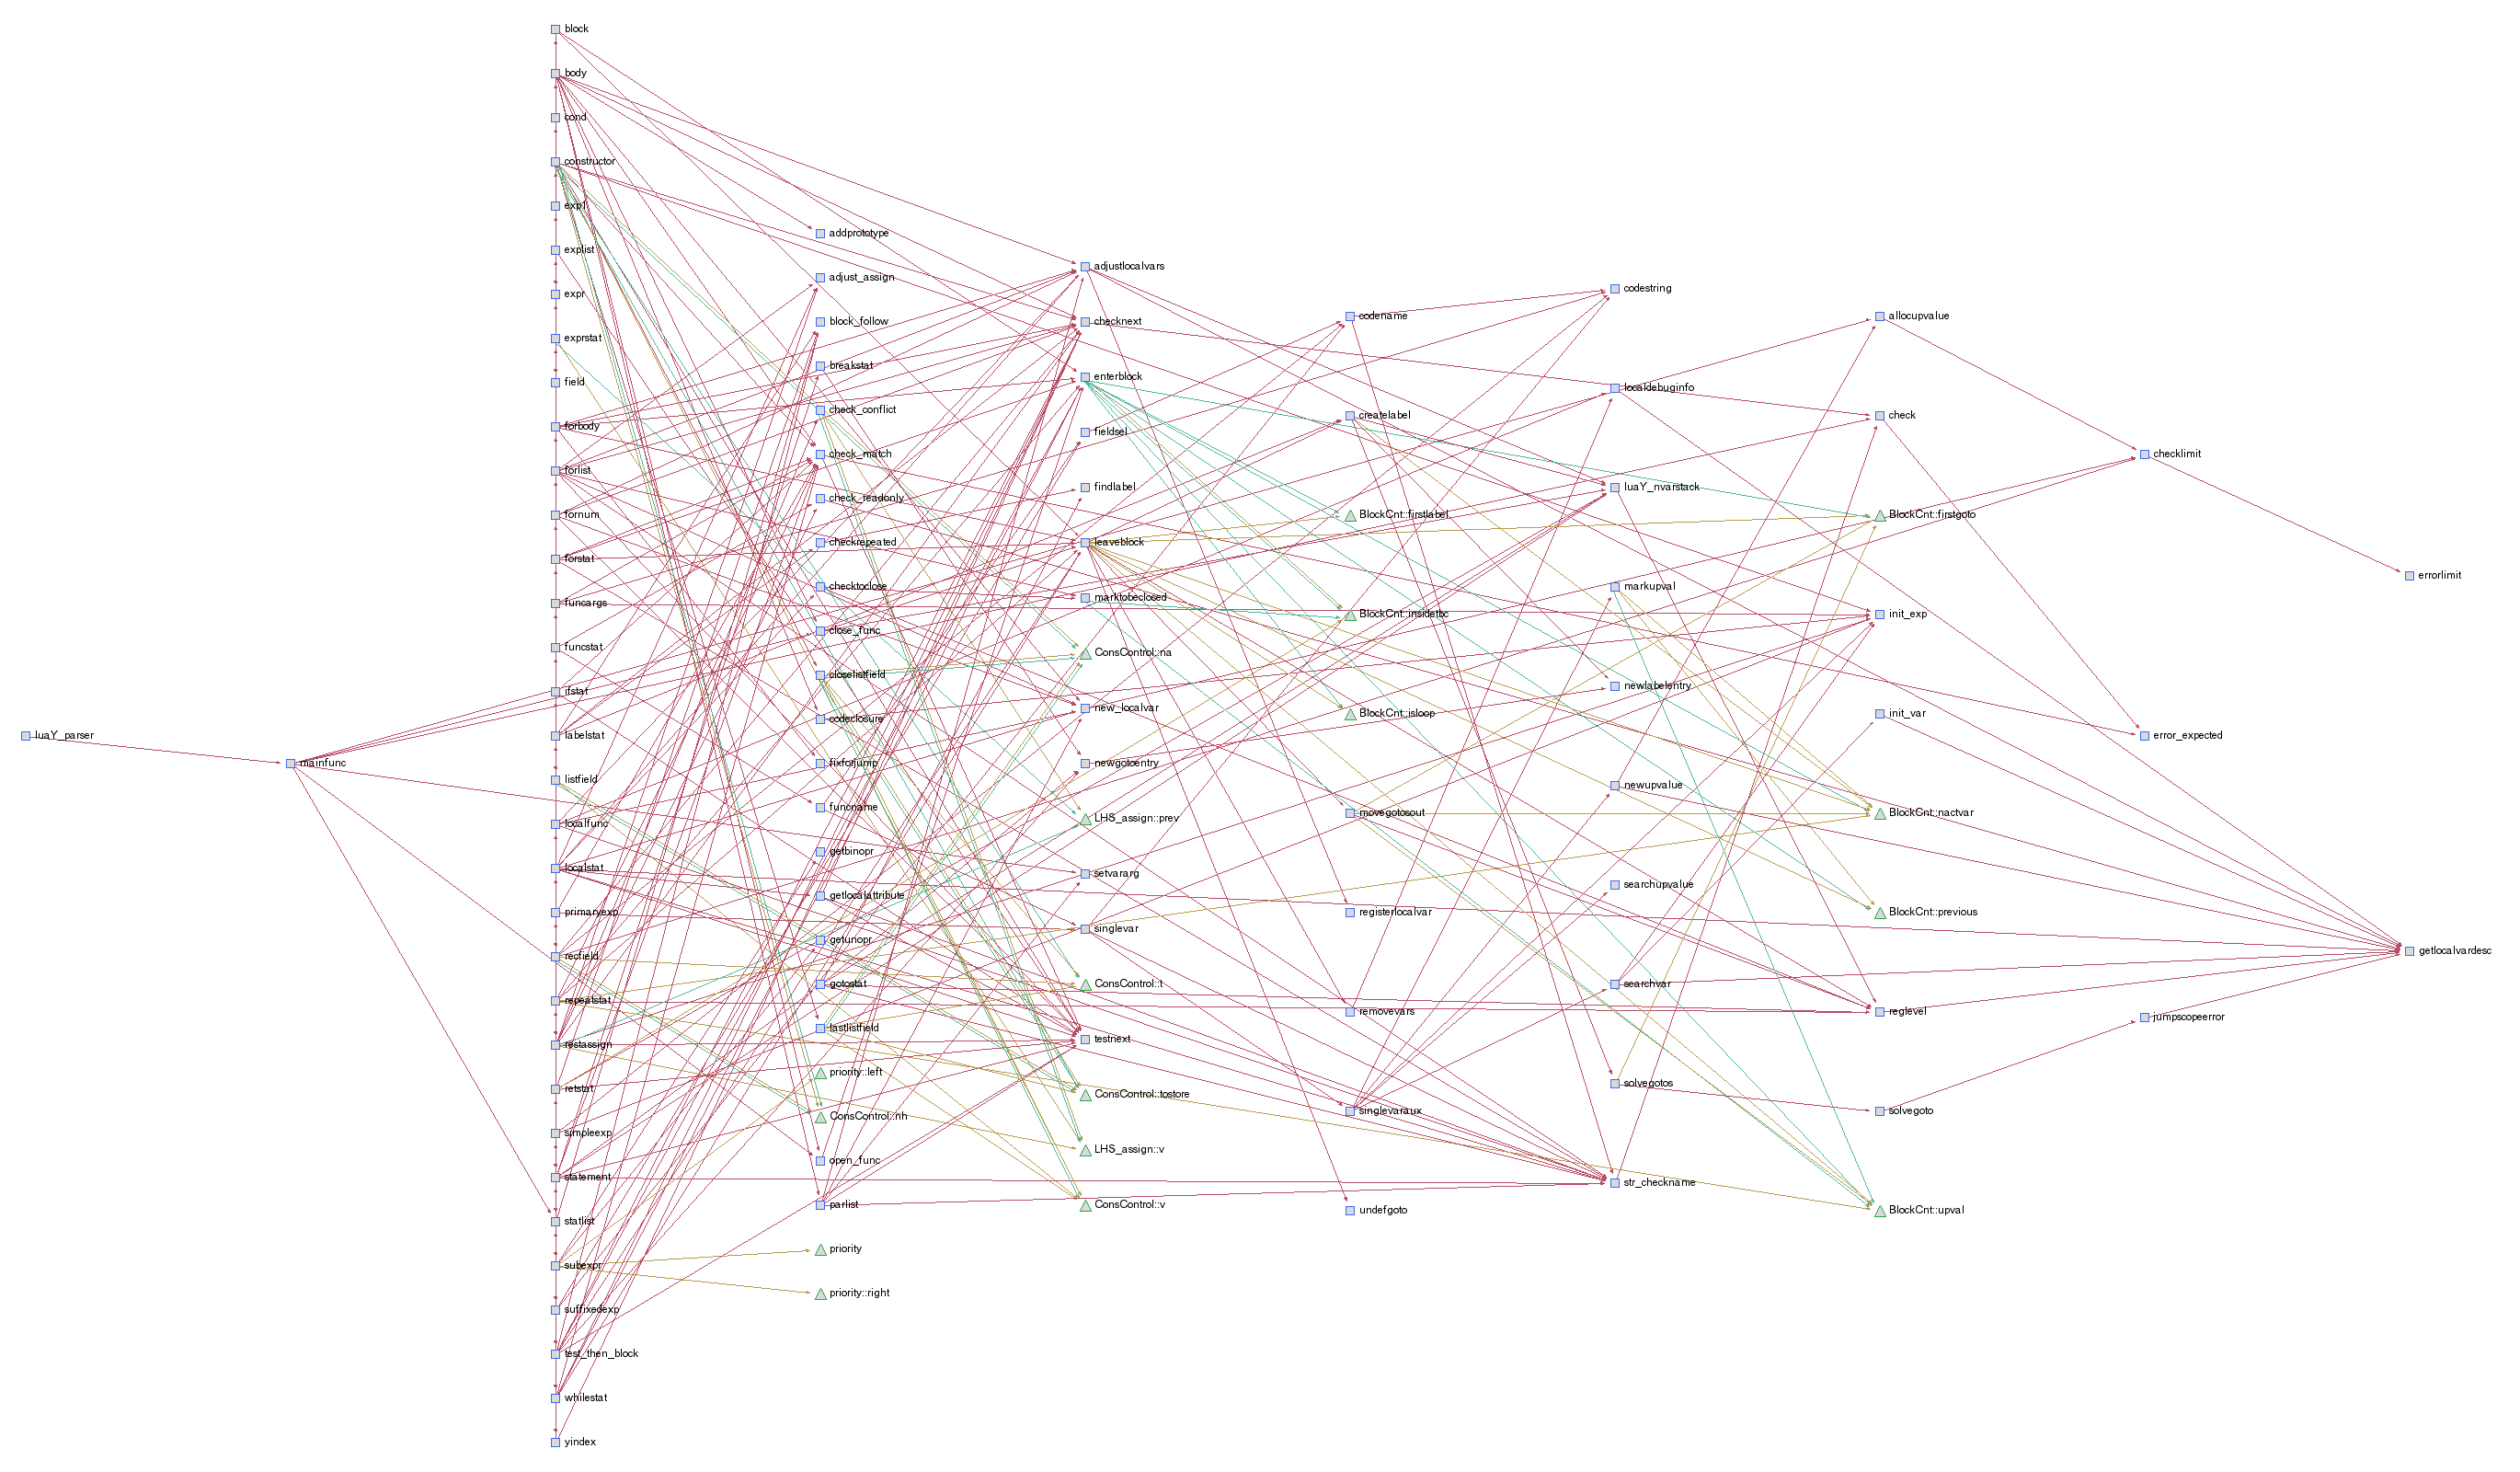 luaY_parser
mainfunc
block
body
cond
constructor
exp1
explist
expr
exprstat
field
forbody
forlist
fornum
forstat
funcargs
funcstat
ifstat
labelstat
listfield
localfunc
localstat
primaryexp
recfield
repeatstat
restassign
retstat
simpleexp
statement
statlist
subexpr
suffixedexp
test_then_block
whilestat
yindex
addprototype
adjust_assign
block_follow
breakstat
check_conflict
check_match
check_readonly
checkrepeated
checktoclose
close_func
closelistfield
codeclosure
fixforjump
funcname
getbinopr
getlocalattribute
getunopr
gotostat
lastlistfield
priority::left
ConsControl::nh
open_func
parlist
priority
priority::right
adjustlocalvars
checknext
enterblock
fieldsel
findlabel
leaveblock
marktobeclosed
ConsControl::na
new_localvar
newgotoentry
LHS_assign::prev
setvararg
singlevar
ConsControl::t
testnext
ConsControl::tostore
LHS_assign::v
ConsControl::v
codename
createlabel
BlockCnt::firstlabel
BlockCnt::insidetbc
BlockCnt::isloop
movegotosout
registerlocalvar
removevars
singlevaraux
undefgoto
codestring
localdebuginfo
luaY_nvarstack
markupval
newlabelentry
newupvalue
searchupvalue
searchvar
solvegotos
str_checkname
allocupvalue
check
BlockCnt::firstgoto
init_exp
init_var
BlockCnt::nactvar
BlockCnt::previous
reglevel
solvegoto
BlockCnt::upval
checklimit
error_expected
jumpscopeerror
errorlimit
getlocalvardesc